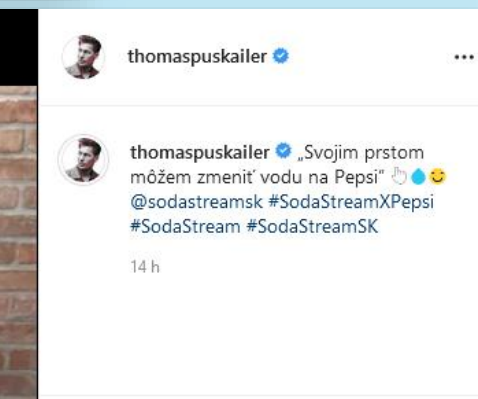 thomaspuskailer
thomaspuskailer „Svojim prstom
môžem zmeniť vodu na Pepsi“ 👆💧🙂
@sodastreamsk #SodaStreamXPepsi
#SodaStream #SodaStreamSK
14 h